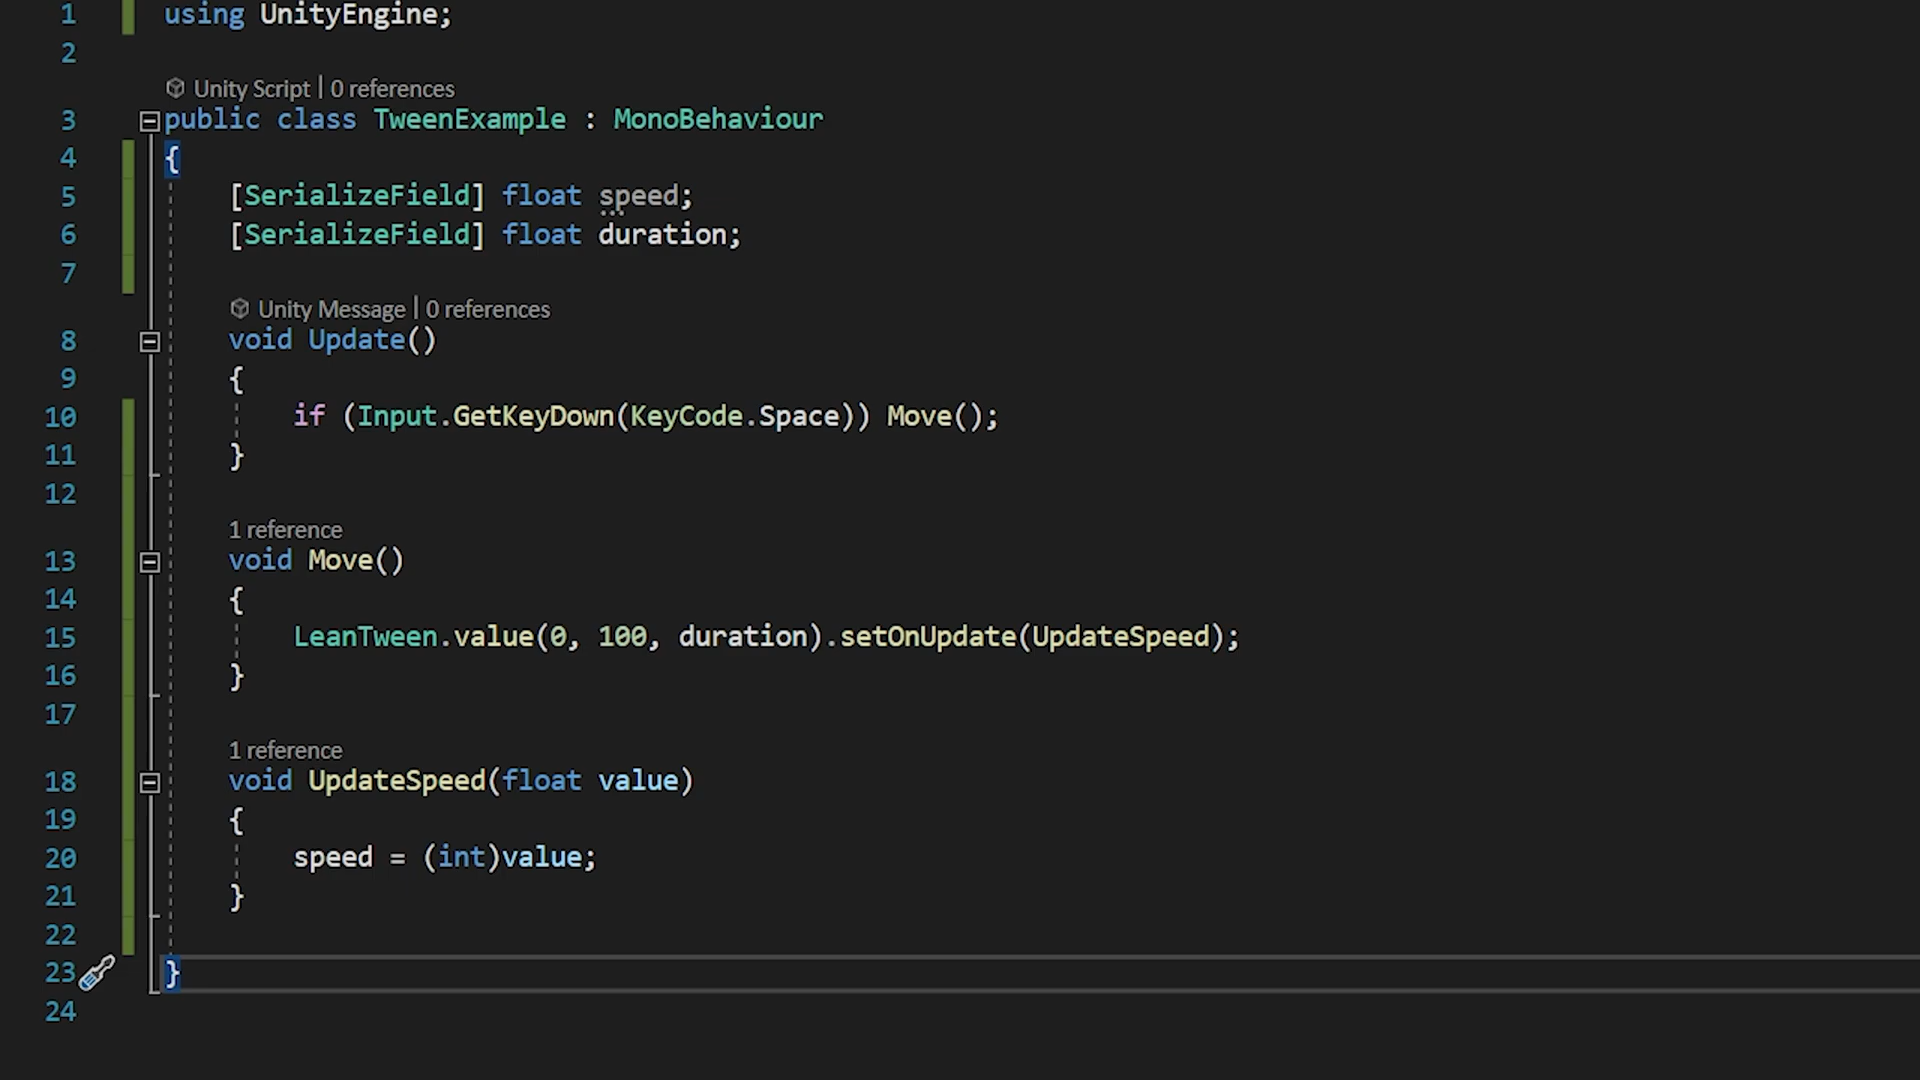 1 using UnityEngine;
2
Unity Script | 0 references
3 public class TweenExample : MonoBehaviour
4 {
5 [SerializeField] float speed;
6 [SerializeField] float duration;
7
Unity Message | 0 references
8 void Update()
9 {
10 if (Input.GetKeyDown(KeyCode.Space)) Move();
11 }
12
1 reference
13 void Move()
14 {
15 LeanTween.value(0, 100, duration).setOnUpdate(UpdateSpeed);
16 }
17
1 reference
18 void UpdateSpeed(float value)
19 {
20 speed = (int)value;
21 }
22
23 }
24